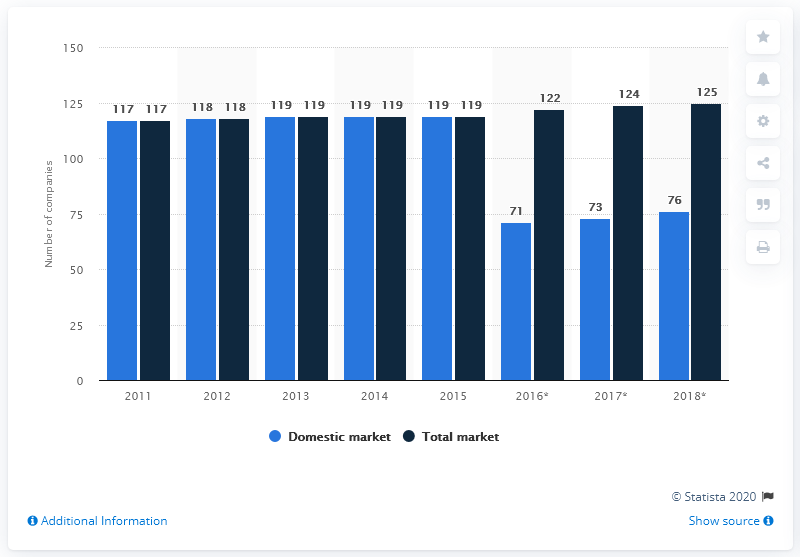 150
125
100
75
50
25
0
Number of companies
117 117
118 118
119 119
119 119
119 119
71 122
73 124
76 125
2011 2012 2013 2014 2015 2016* 2017* 2018*
Domestic market Total market
© Statista 2020
Additional Information
Show source